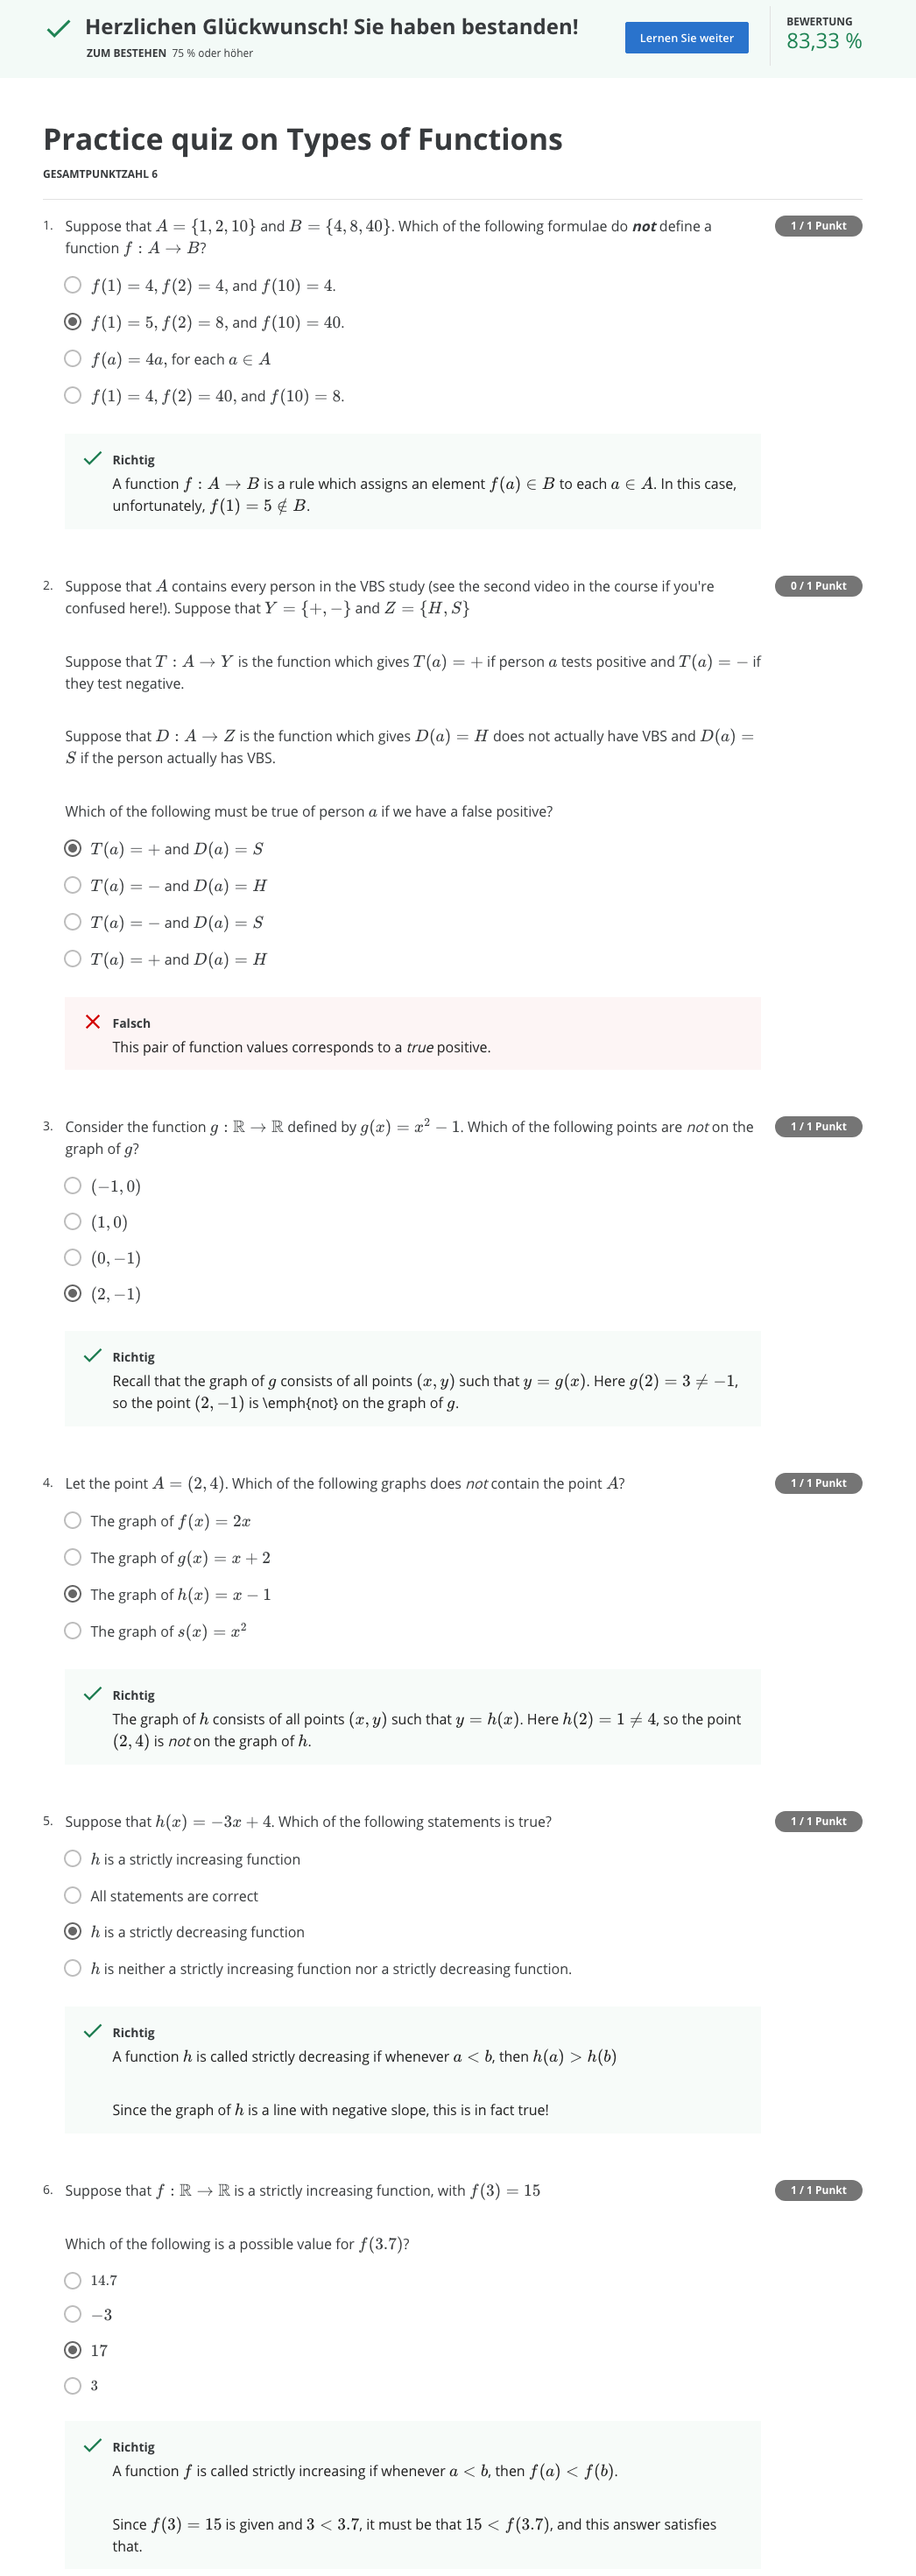 Herzlichen Glückwunsch! Sie haben bestanden!
ZUM BESTEHEN 75 % oder höher
Lernen Sie weiter
BEWERTUNG
83,33 %
Practice quiz on Types of Functions
GESAMTPUNKTZAHL 6
1. Suppose that A = {1, 2, 10} and B = {4, 8, 40}. Which of the following formulae do not define a
function f : A → B?
1 / 1 Punkt
f(1) = 4, f(2) = 4, and f(10) = 4.
f(1) = 5, f(2) = 8, and f(10) = 40.
f(a) = 4a, for each a ∈ A
f(1) = 4, f(2) = 40, and f(10) = 8.
Richtig
A function f : A → B is a rule which assigns an element f(a) ∈ B to each a ∈ A. In this case,
unfortunately, f(1) = 5 ∉ B.
2. Suppose that A contains every person in the VBS study (see the second video in the course if you're
confused here!). Suppose that Y = {+, −} and Z = {H, S}
0 / 1 Punkt
Suppose that T : A → Y is the function which gives T(a) = + if person a tests positive and T(a) = − if
they test negative.
Suppose that D : A → Z is the function which gives D(a) = H does not actually have VBS and D(a) =
S if the person actually has VBS.
Which of the following must be true of person a if we have a false positive?
T(a) = + and D(a) = S
T(a) = − and D(a) = H
T(a) = − and D(a) = S
T(a) = + and D(a) = H
Falsch
This pair of function values corresponds to a true positive.
3. Consider the function g : ℝ → ℝ defined by g(x) = x² − 1. Which of the following points are not on the
graph of g?
1 / 1 Punkt
(−1, 0)
(1, 0)
(0, −1)
(2, −1)
Richtig
Recall that the graph of g consists of all points (x, y) such that y = g(x). Here g(2) = 3 ≠ −1,
so the point (2, −1) is \emph{not} on the graph of g.
4. Let the point A = (2, 4). Which of the following graphs does not contain the point A?
1 / 1 Punkt
The graph of f(x) = 2x
The graph of g(x) = x + 2
The graph of h(x) = x − 1
The graph of s(x) = x²
Richtig
The graph of h consists of all points (x, y) such that y = h(x). Here h(2) = 1 ≠ 4, so the point
(2, 4) is not on the graph of h.
5. Suppose that h(x) = −3x + 4. Which of the following statements is true?
1 / 1 Punkt
h is a strictly increasing function
All statements are correct
h is a strictly decreasing function
h is neither a strictly increasing function nor a strictly decreasing function.
Richtig
A function h is called strictly decreasing if whenever a < b, then h(a) > h(b)
Since the graph of h is a line with negative slope, this is in fact true!
6. Suppose that f : ℝ → ℝ is a strictly increasing function, with f(3) = 15
1 / 1 Punkt
Which of the following is a possible value for f(3.7)?
14.7
−3
17
3
Richtig
A function f is called strictly increasing if whenever a < b, then f(a) < f(b).
Since f(3) = 15 is given and 3 < 3.7, it must be that 15 < f(3.7), and this answer satisfies
that.